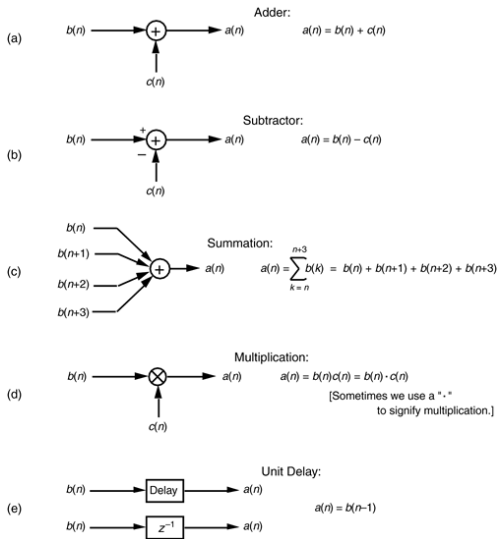 Adder:
(a) b(n) + a(n) a(n) = b(n) + c(n)
c(n)
Subtractor:
(b) b(n) + + a(n) a(n) = b(n) – c(n)
–
c(n)
Summation:
(c) b(n)
b(n+1)
b(n+2)
b(n+3)
+ a(n)
n+3
a(n) = ∑ b(k) = b(n) + b(n+1) + b(n+2) + b(n+3)
k = n
Multiplication:
(d) b(n) a(n) a(n) = b(n)c(n) = b(n) · c(n)
c(n)
[Sometimes we use a " · "
to signify multiplication.]
Unit Delay:
(e) b(n) Delay a(n)
a(n) = b(n–1)
b(n) z⁻¹ a(n)